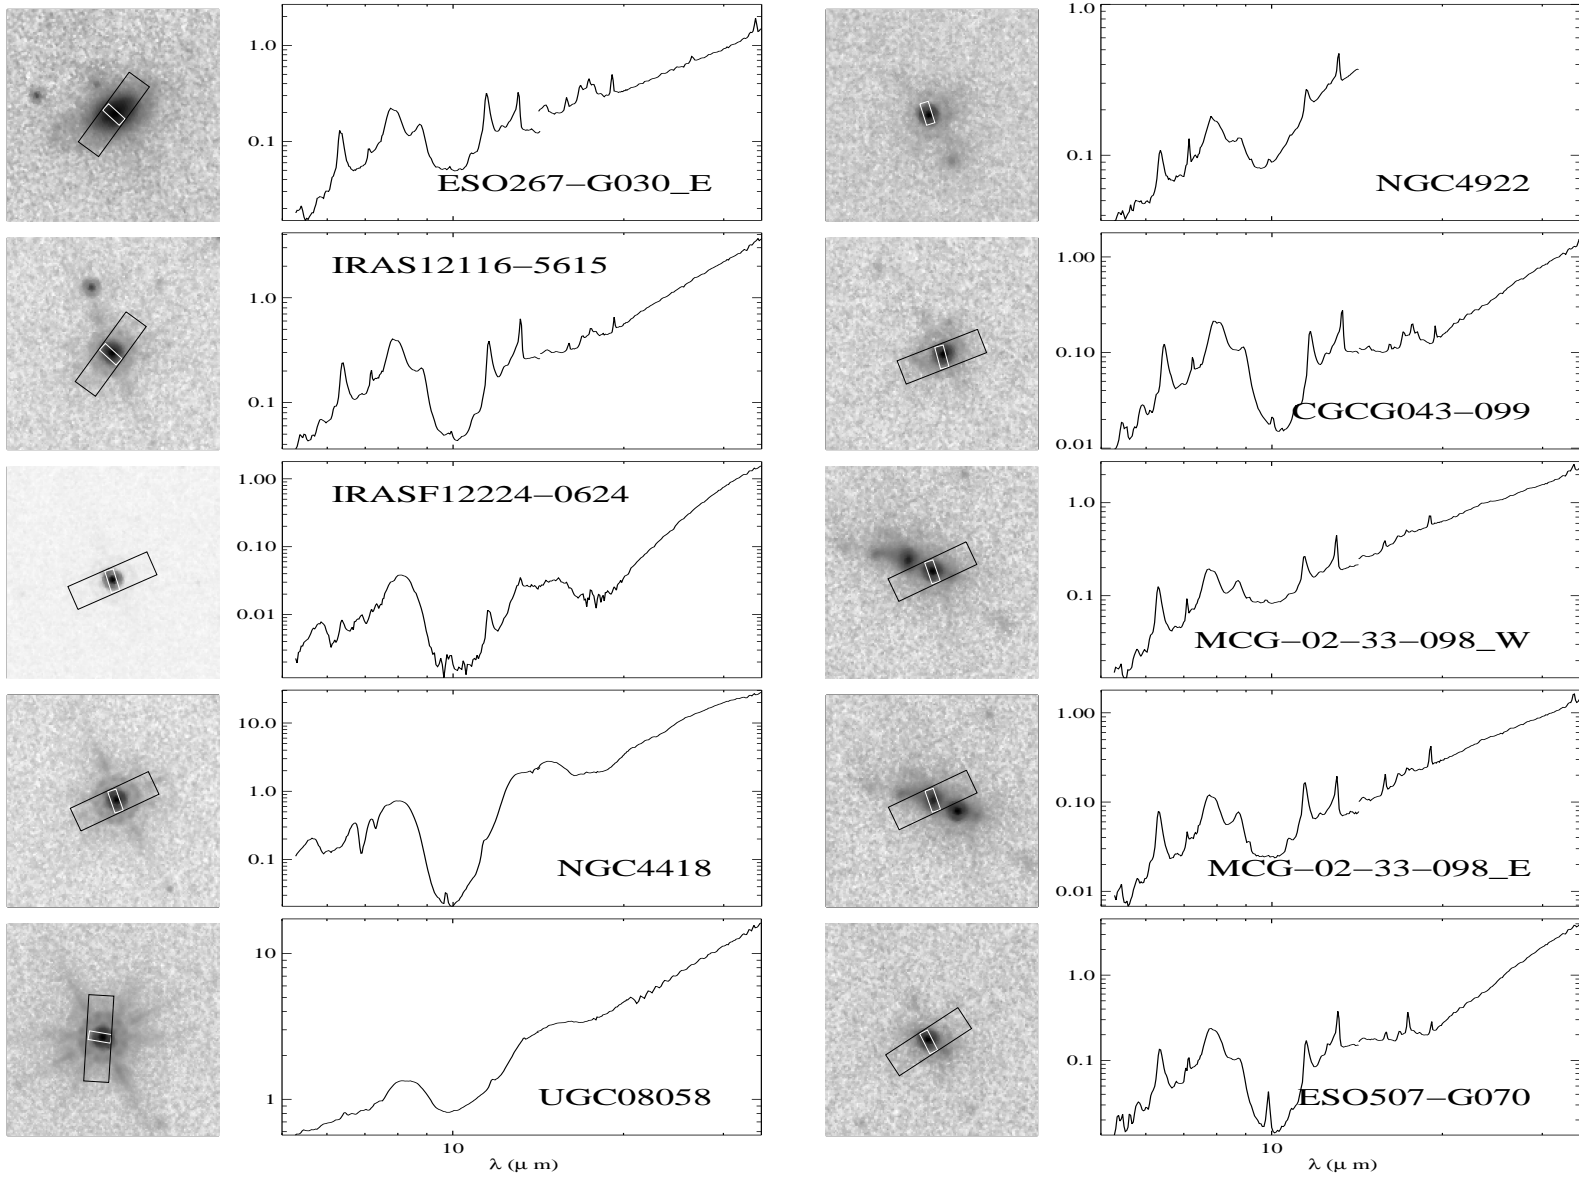 1.0
0.1
ESO267−G030_E
1.0
0.1
NGC4922
1.0
0.1
IRAS12116−5615
1.00
0.10
0.01
CGCG043−099
1.00
0.10
0.01
IRASF12224−0624
1.0
0.1
MCG−02−33−098_W
10.0
1.0
0.1
NGC4418
1.00
0.10
0.01
MCG−02−33−098_E
10
1
UGC08058
10
λ (μ m)
1.0
0.1
ESO507−G070
10
λ (μ m)